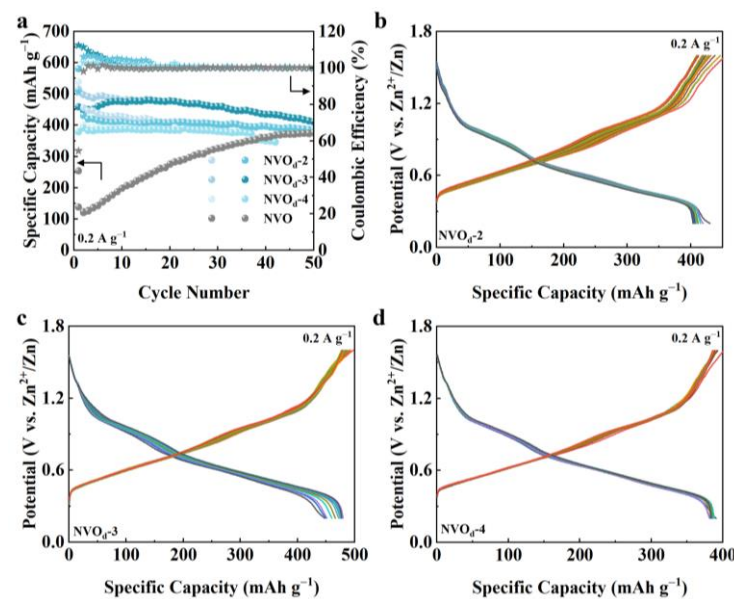 a
700
600
500
400
300
200
100
0
Specific Capacity (mAh g⁻¹)
0 10 20 30 40 50
Cycle Number
120
100
80
60
40
20
0
Coulombic Efficiency (%)
NVOd-2
NVOd-3
NVOd-4
NVO
0.2 A g⁻¹
b
1.8
1.2
0.6
0.0
Potential (V vs. Zn²⁺/Zn)
0 100 200 300 400
Specific Capacity (mAh g⁻¹)
0.2 A g⁻¹
NVOd-2
c
1.8
1.2
0.6
0.0
Potential (V vs. Zn²⁺/Zn)
0 100 200 300 400 500
Specific Capacity (mAh g⁻¹)
0.2 A g⁻¹
NVOd-3
d
1.8
1.2
0.6
0.0
Potential (V vs. Zn²⁺/Zn)
0 100 200 300 400
Specific Capacity (mAh g⁻¹)
0.2 A g⁻¹
NVOd-4